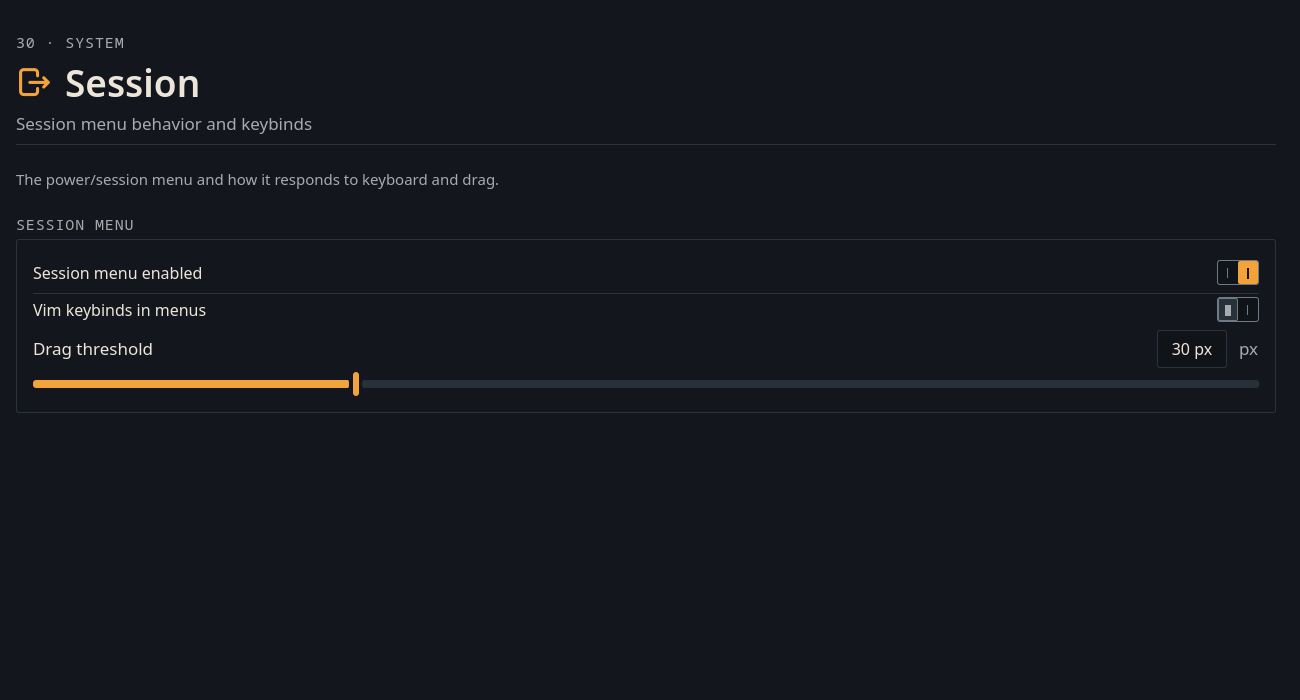 30 · SYSTEM
Session
Session menu behavior and keybinds
The power/session menu and how it responds to keyboard and drag.
SESSION MENU
Session menu enabled
Vim keybinds in menus
Drag threshold 30 px px